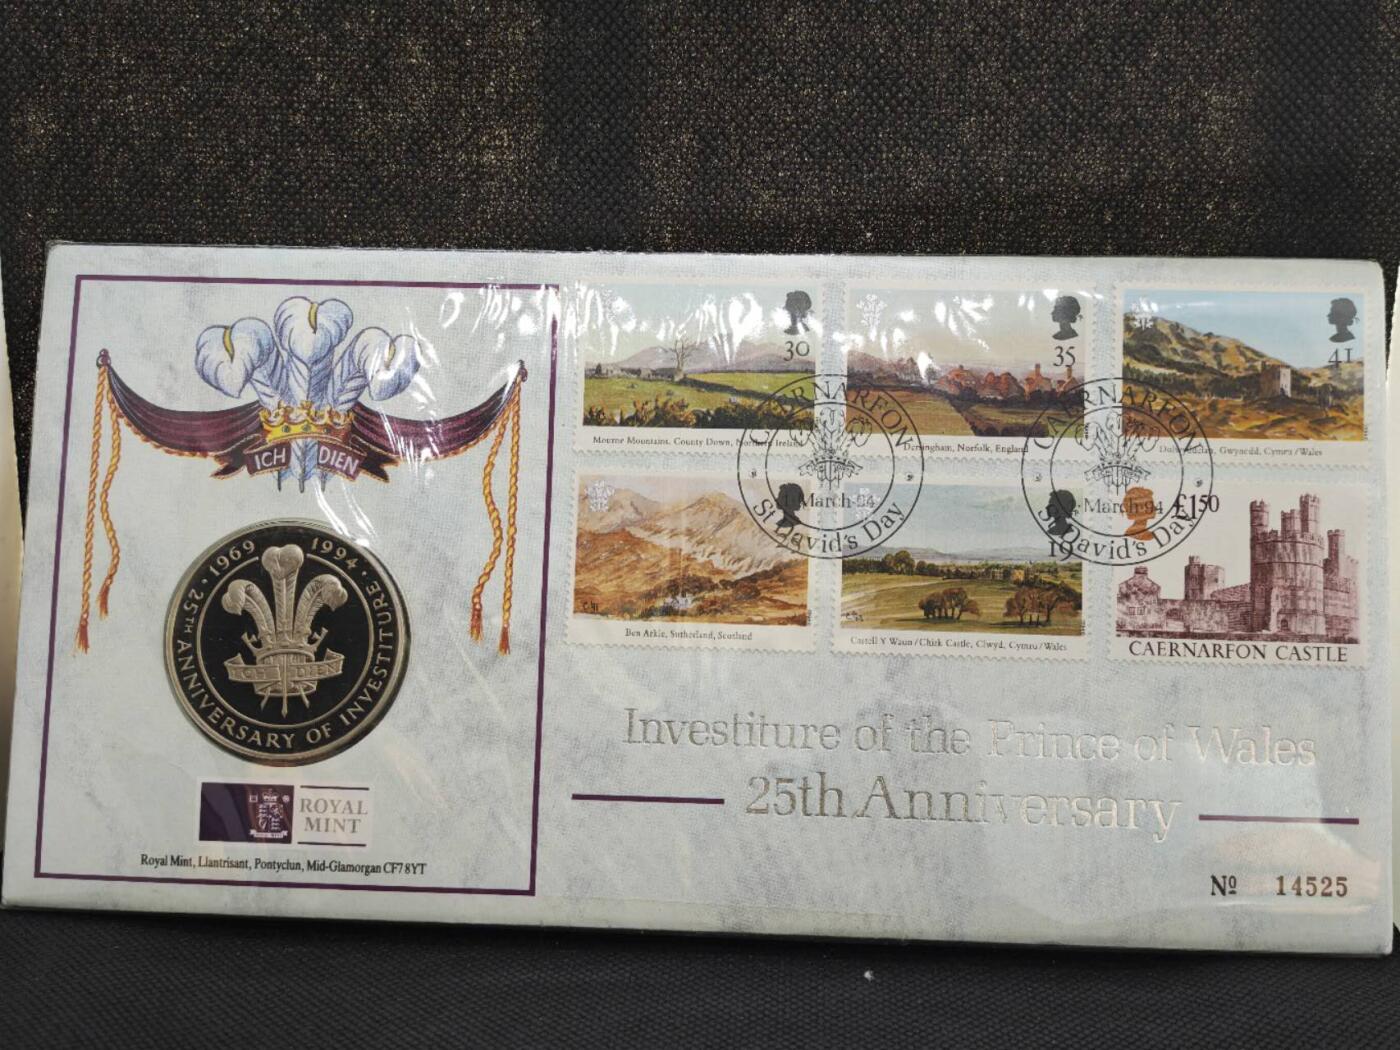 ICH DIEN
1969 1994
25TH ANNIVERSARY OF INVESTITURE
ICH DIEN
ROYAL
MINT
Royal Mint, Llantrisant, Pontyclun, Mid-Glamorgan CF7 8YT
30
Mourne Mountains, County Down, Northern Ireland
35
Dersingham, Norfolk, England
41
Dolwyddelan, Gwynedd, Cymru/Wales
Ben Arkle, Sutherland, Scotland
19
Castell Y Waun/Chirk Castle, Clwyd, Cymru/Wales
£1.50
CAERNARFON CASTLE
CAERNARFON
1 March 94
St David's Day
CAERNARFON
March 94
St David's Day
Investiture of the Prince of Wales
25th Anniversary
Nº 14525